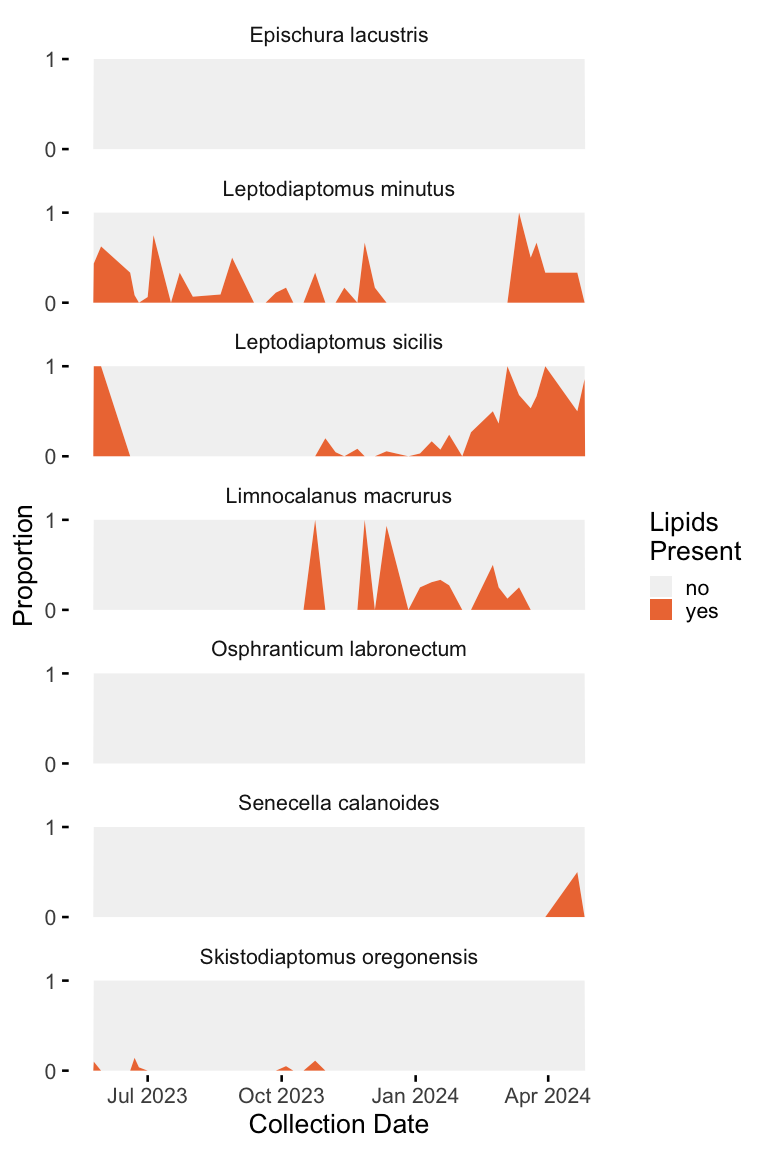 Epischura lacustris
1
0
Leptodiaptomus minutus
1
0
Leptodiaptomus sicilis
1
0
Limnocalanus macrurus
1
0
Osphranticum labronectum
1
0
Senecella calanoides
1
0
Skistodiaptomus oregonensis
1
0
Jul 2023 Oct 2023 Jan 2024 Apr 2024
Collection Date
Proportion
Lipids
Present
no
yes